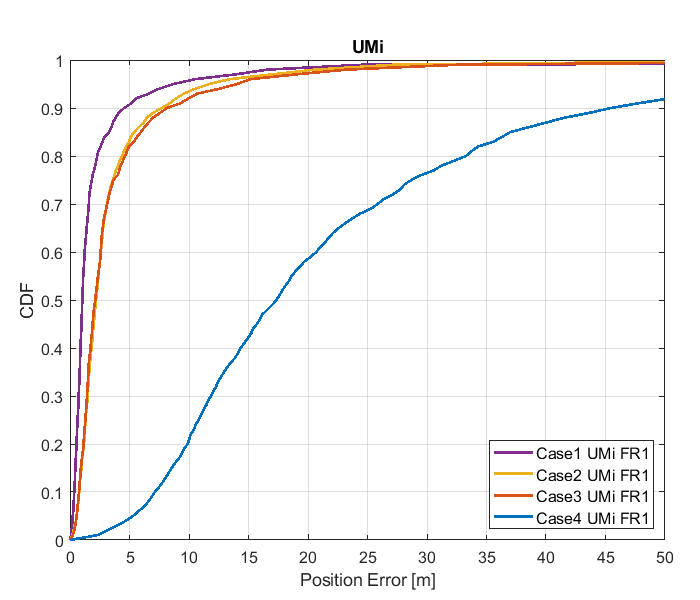 UMi
1
0.9
0.8
0.7
0.6
0.5
0.4
0.3
0.2
0.1
0
CDF
Case1 UMi FR1
Case2 UMi FR1
Case3 UMi FR1
Case4 UMi FR1
0 5 10 15 20 25 30 35 40 45 50
Position Error [m]